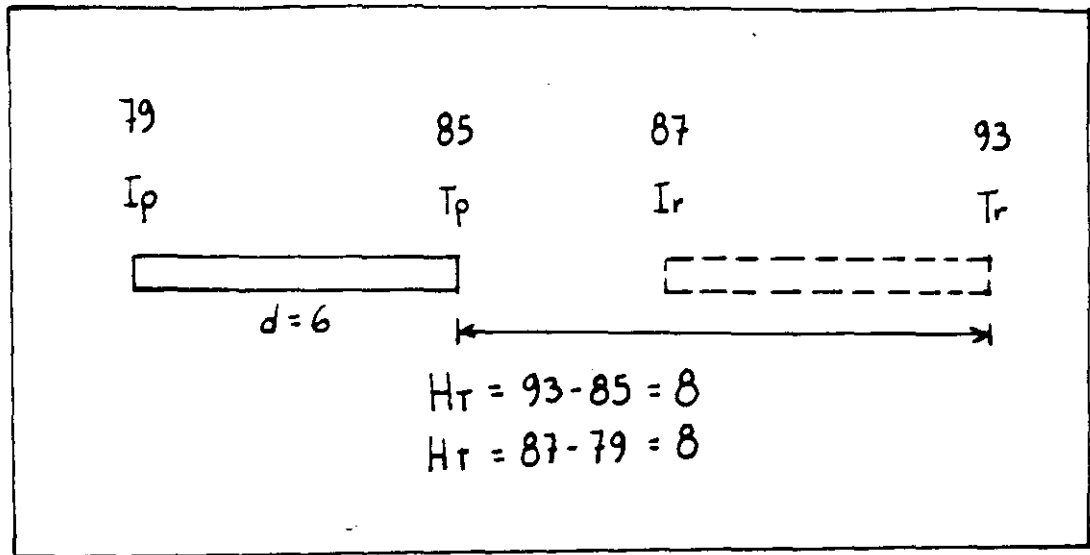 79 85 87 93
Ip Tp Ir Tr
d = 6
HT = 93 - 85 = 8
HT = 87 - 79 = 8